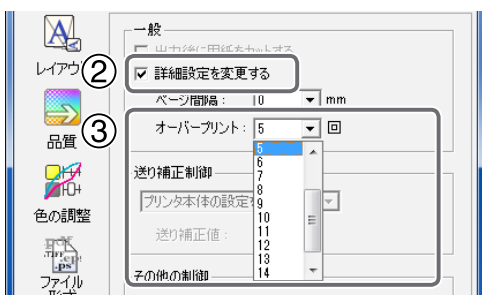 一般
出力後に用紙をカットする
レイアウ
②
詳細設定を変更する
ページ間隔: 0 mm
③
オーバープリント: 5 回
品質
5
6
7
8
9
10
11
12
13
14
送り補正制御
プリンタ本体の設定
色の調整
送り補正値:
.ps
ファイル
その他の制御